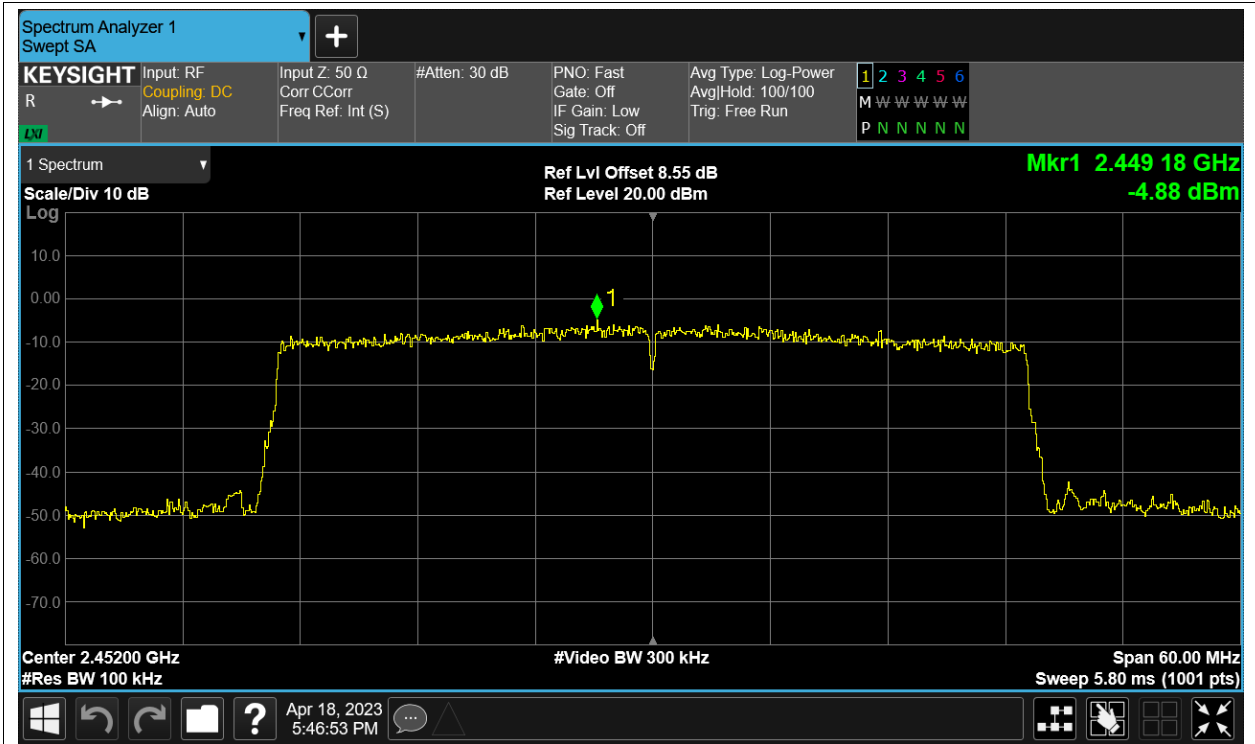 Spectrum Analyzer 1
Swept SA
+
KEYSIGHT
R
LXI
Input: RF
Coupling: DC
Align: Auto
Input Z: 50 Ω
Corr CCorr
Freq Ref: Int (S)
#Atten: 30 dB
PNO: Fast
Gate: Off
IF Gain: Low
Sig Track: Off
Avg Type: Log-Power
Avg|Hold: 100/100
Trig: Free Run
1 2 3 4 5 6
M W W W W W
P N N N N N
1 Spectrum
Scale/Div 10 dB
Log
Ref Lvl Offset 8.55 dB
Ref Level 20.00 dBm
Mkr1 2.449 18 GHz
-4.88 dBm
10.0
0.00
1
-10.0
-20.0
-30.0
-40.0
-50.0
-60.0
-70.0
Center 2.45200 GHz
#Res BW 100 kHz
#Video BW 300 kHz
Span 60.00 MHz
Sweep 5.80 ms (1001 pts)
?
Apr 18, 2023
5:46:53 PM